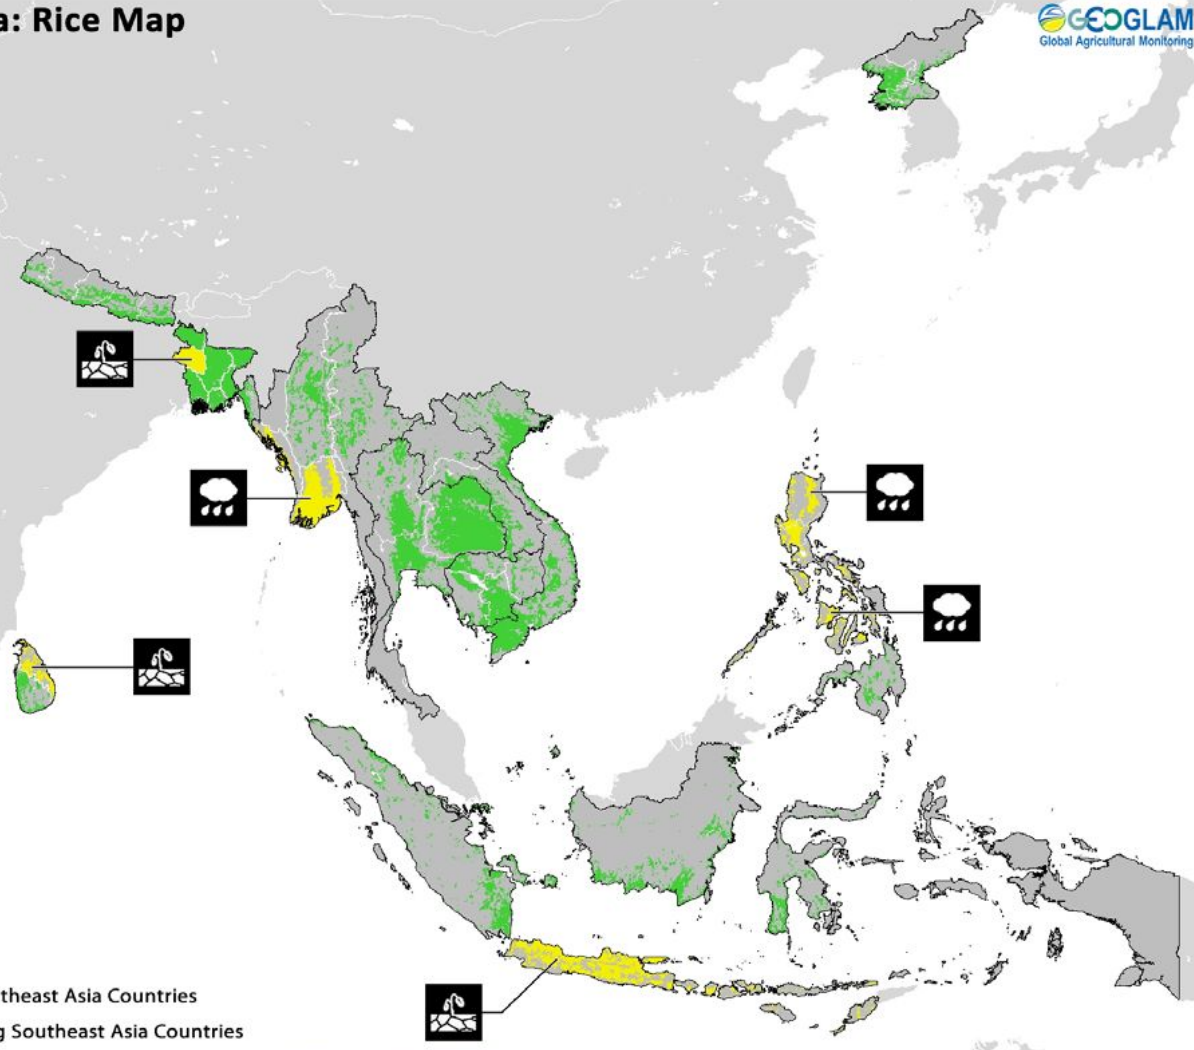 a: Rice Map
GEOGLAM
Global Agricultural Monitoring
theast Asia Countries
g Southeast Asia Countries